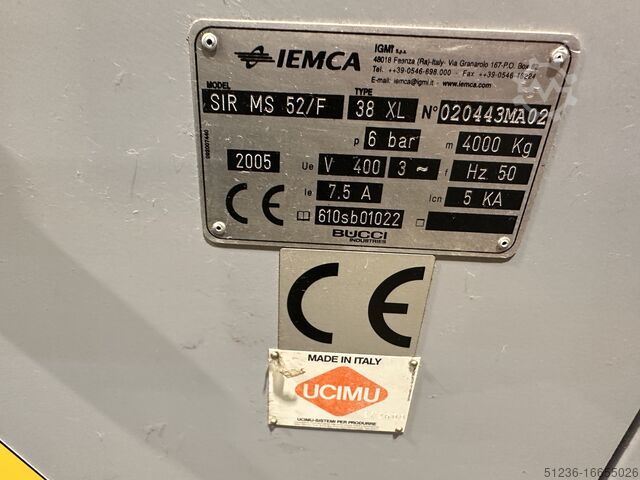 IEMCA
IGMI s.p.a.
48018 Faenza (Ra)-Italy- Via Granarolo 167-P.O. Box
Tel. ++39-0546-698.000 - Fax ++39-0546-
E-mail: iemca@igmi.it - www.iemca.com
MODEL SIR MS 52/F TYPE 38 XL N° 020443MA02
p 6 bar m 4000 Kg
2005 Ue V 400 3 ~ f Hz 50
Ie 7.5 A Icn 5 KA
CE 610sb01022
BUCCI
INDUSTRIES
CE
MADE IN ITALY
UCIMU
UCIMU-SISTEMI PER PRODURRE
51236-16655026